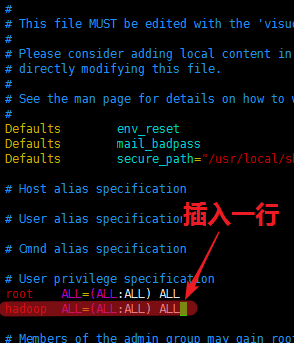 #
# This file MUST be edited with the 'visu
#
# Please consider adding local content in
# directly modifying this file.
#
# See the man page for details on how to w
#
Defaults env_reset
Defaults mail_badpass
Defaults secure_path="/usr/local/s
# Host alias specification
# User alias specification
插入一行
# Cmnd alias specification
# User privilege specification
root ALL=(ALL:ALL) ALL
hadoop ALL=(ALL:ALL) ALL
# Members of the admin group may gain root